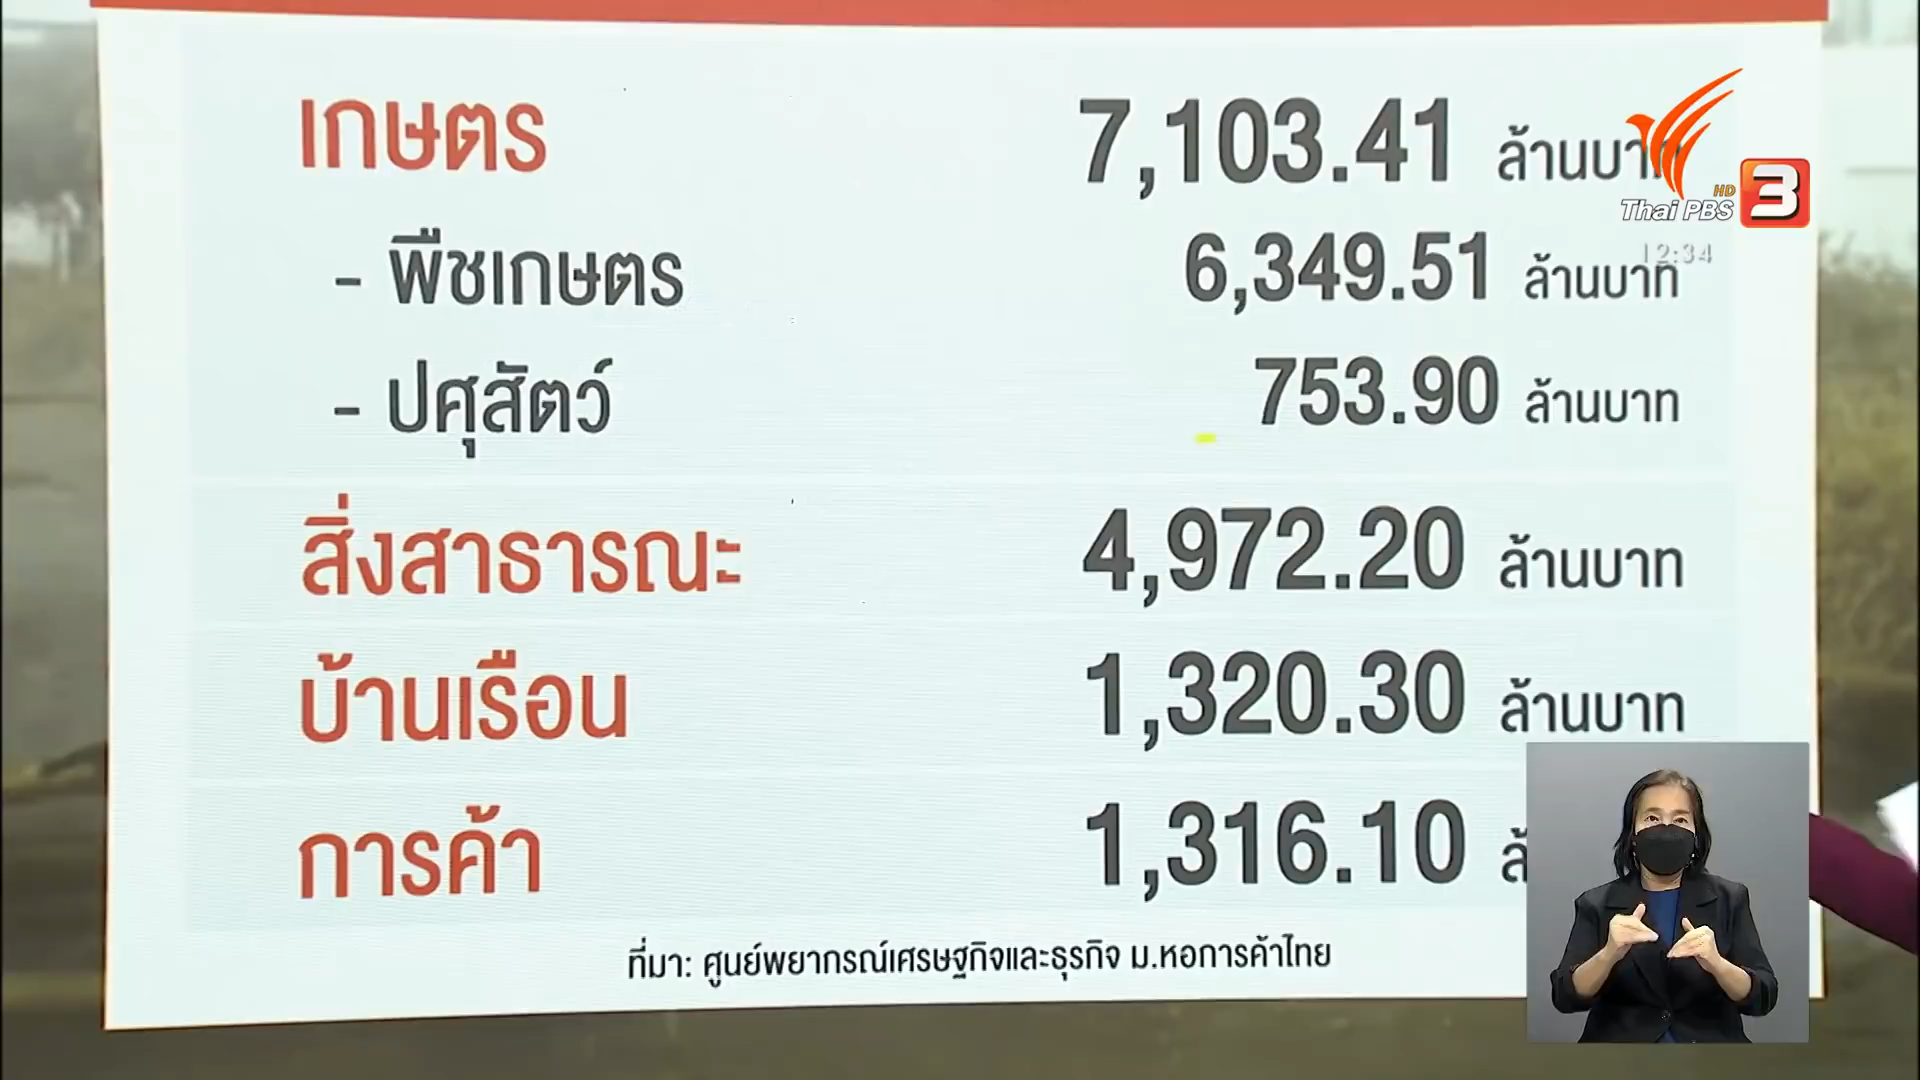 เกษตร 7,103.41 ล้านบาท
HD
Thai PBS 3
12:34
- พืชเกษตร 6,349.51 ล้านบาท
- ปศุสัตว์ 753.90 ล้านบาท
สิ่งสาธารณะ 4,972.20 ล้านบาท
บ้านเรือน 1,320.30 ล้านบาท
การค้า 1,316.10
ที่มา: ศูนย์พยากรณ์เศรษฐกิจและธุรกิจ ม.หอการค้าไทย